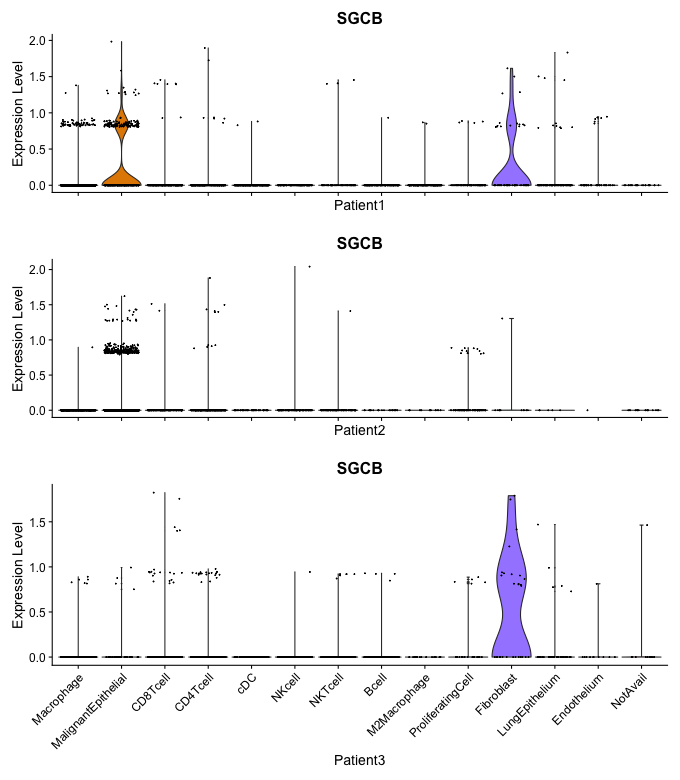 SGCB
Expression Level
2.0
1.5
1.0
0.5
0.0
Patient1
SGCB
Expression Level
2.0
1.5
1.0
0.5
0.0
Patient2
SGCB
Expression Level
1.5
1.0
0.5
0.0
Macrophage
MalignantEpithelial
CD8Tcell
CD4Tcell
cDC
NKcell
NKTcell
Bcell
M2Macrophage
ProliferatingCell
Fibroblast
LungEpithelium
Endothelium
NotAvail
Patient3